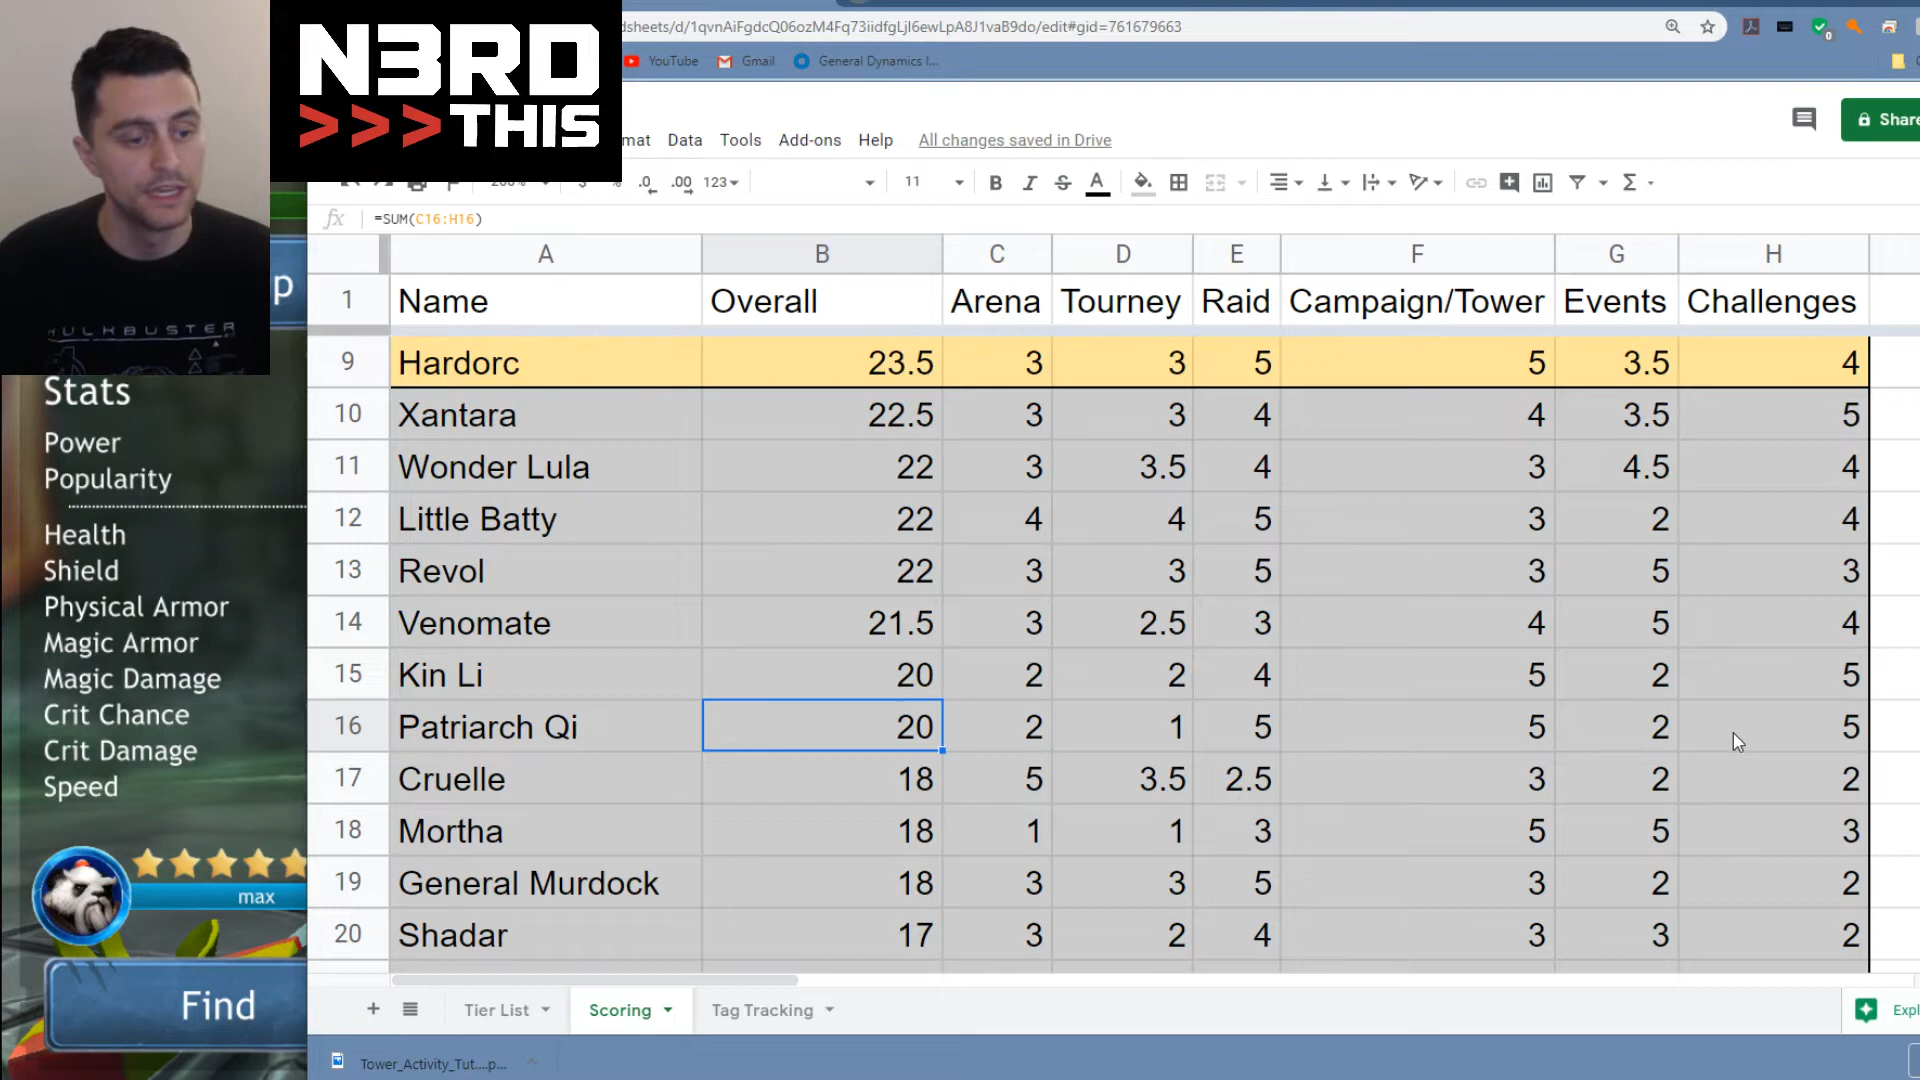 N3RD
>>> THIS
HULKBUSTER
dsheets/d/1qvnAiFgdcQ06ozM4Fq73iidfgLjI6ewLpA8J1vaB9do/edit#gid=761679663
0
YouTube Gmail General Dynamics I...
mat Data Tools Add-ons Help All changes saved in Drive
Share
200% $ % .0 .00 123 11 B I S A Σ
fx =SUM(C16:H16)
A B C D E F G H
1 Name Overall Arena Tourney Raid Campaign/Tower Events Challenges
9 Hardorc 23.5 3 3 5 5 3.5 4
10 Xantara 22.5 3 3 4 4 3.5 5
11 Wonder Lula 22 3 3.5 4 3 4.5 4
12 Little Batty 22 4 4 5 3 2 4
13 Revol 22 3 3 5 3 5 3
14 Venomate 21.5 3 2.5 3 4 5 4
15 Kin Li 20 2 2 4 5 2 5
16 Patriarch Qi 20 2 1 5 5 2 5
17 Cruelle 18 5 3.5 2.5 3 2 2
18 Mortha 18 1 1 3 5 5 3
19 General Murdock 18 3 3 5 3 2 2
20 Shadar 17 3 2 4 3 3 2
p
Stats
Power
Popularity
Health
Shield
Physical Armor
Magic Armor
Magic Damage
Crit Chance
Crit Damage
Speed
max
Find
+ Tier List Scoring Tag Tracking
Expl
Tower_Activity_Tut....p...